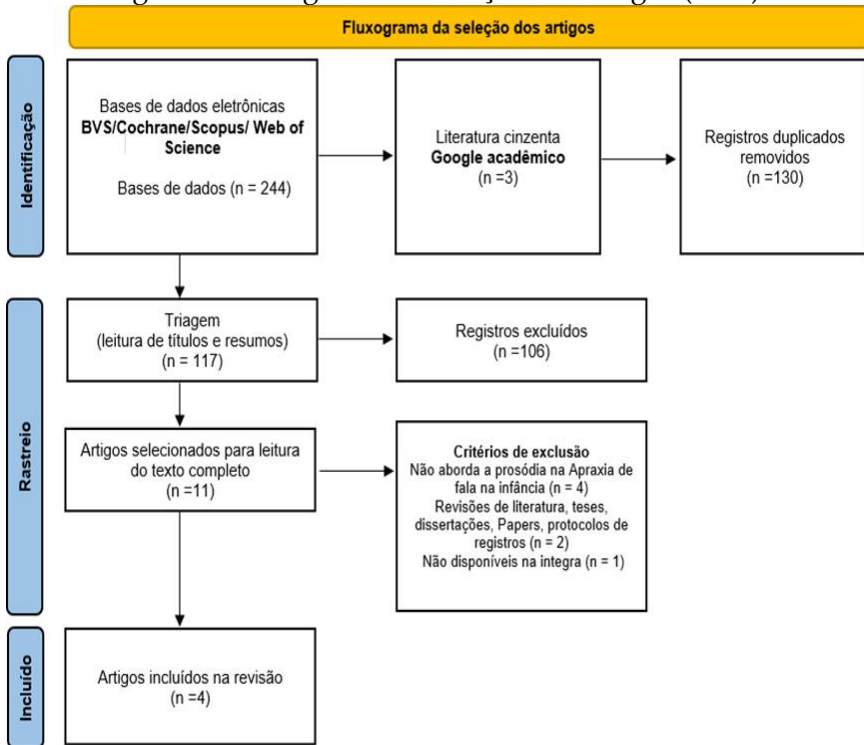 Fluxograma da seleção dos artigos
Identificação
Bases de dados eletrônicas
BVS/Cochrane/Scopus/ Web of
Science
Bases de dados (n = 244)
Literatura cinzenta
Google acadêmico
(n =3)
Registros duplicados
removidos
(n =130)
Rastreio
Triagem
(leitura de títulos e resumos)
(n = 117)
Registros excluídos
(n =106)
Artigos selecionados para leitura
do texto completo
(n =11)
Critérios de exclusão
Não aborda a prosódia na Apraxia de
fala na infância (n = 4)
Revisões de literatura, teses,
dissertações, Papers, protocolos de
registros (n = 2)
Não disponíveis na integra (n = 1)
Incluído
Artigos incluídos na revisão
(n =4)